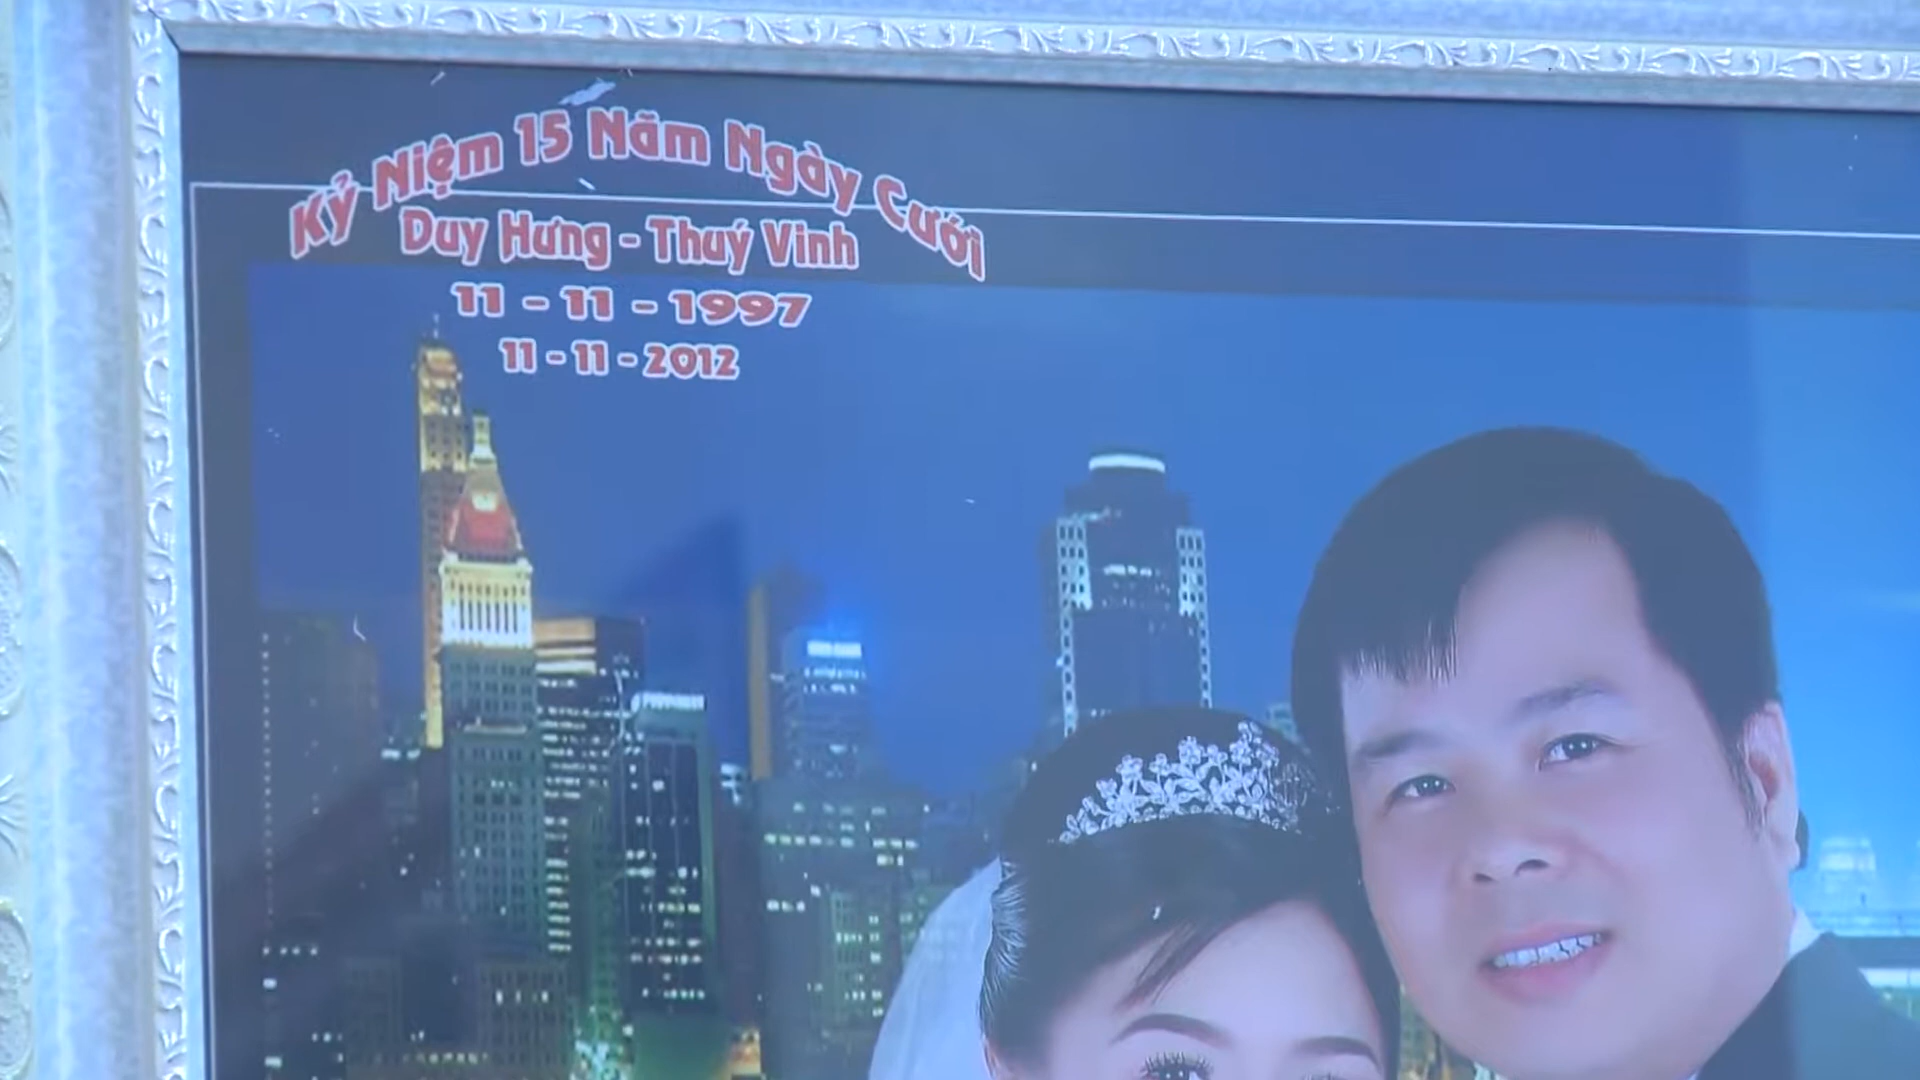 Kỷ Niệm 15 Năm Ngày Cưới
Duy Hưng - Thuý Vinh
11 - 11 - 1997
11 - 11 - 2012